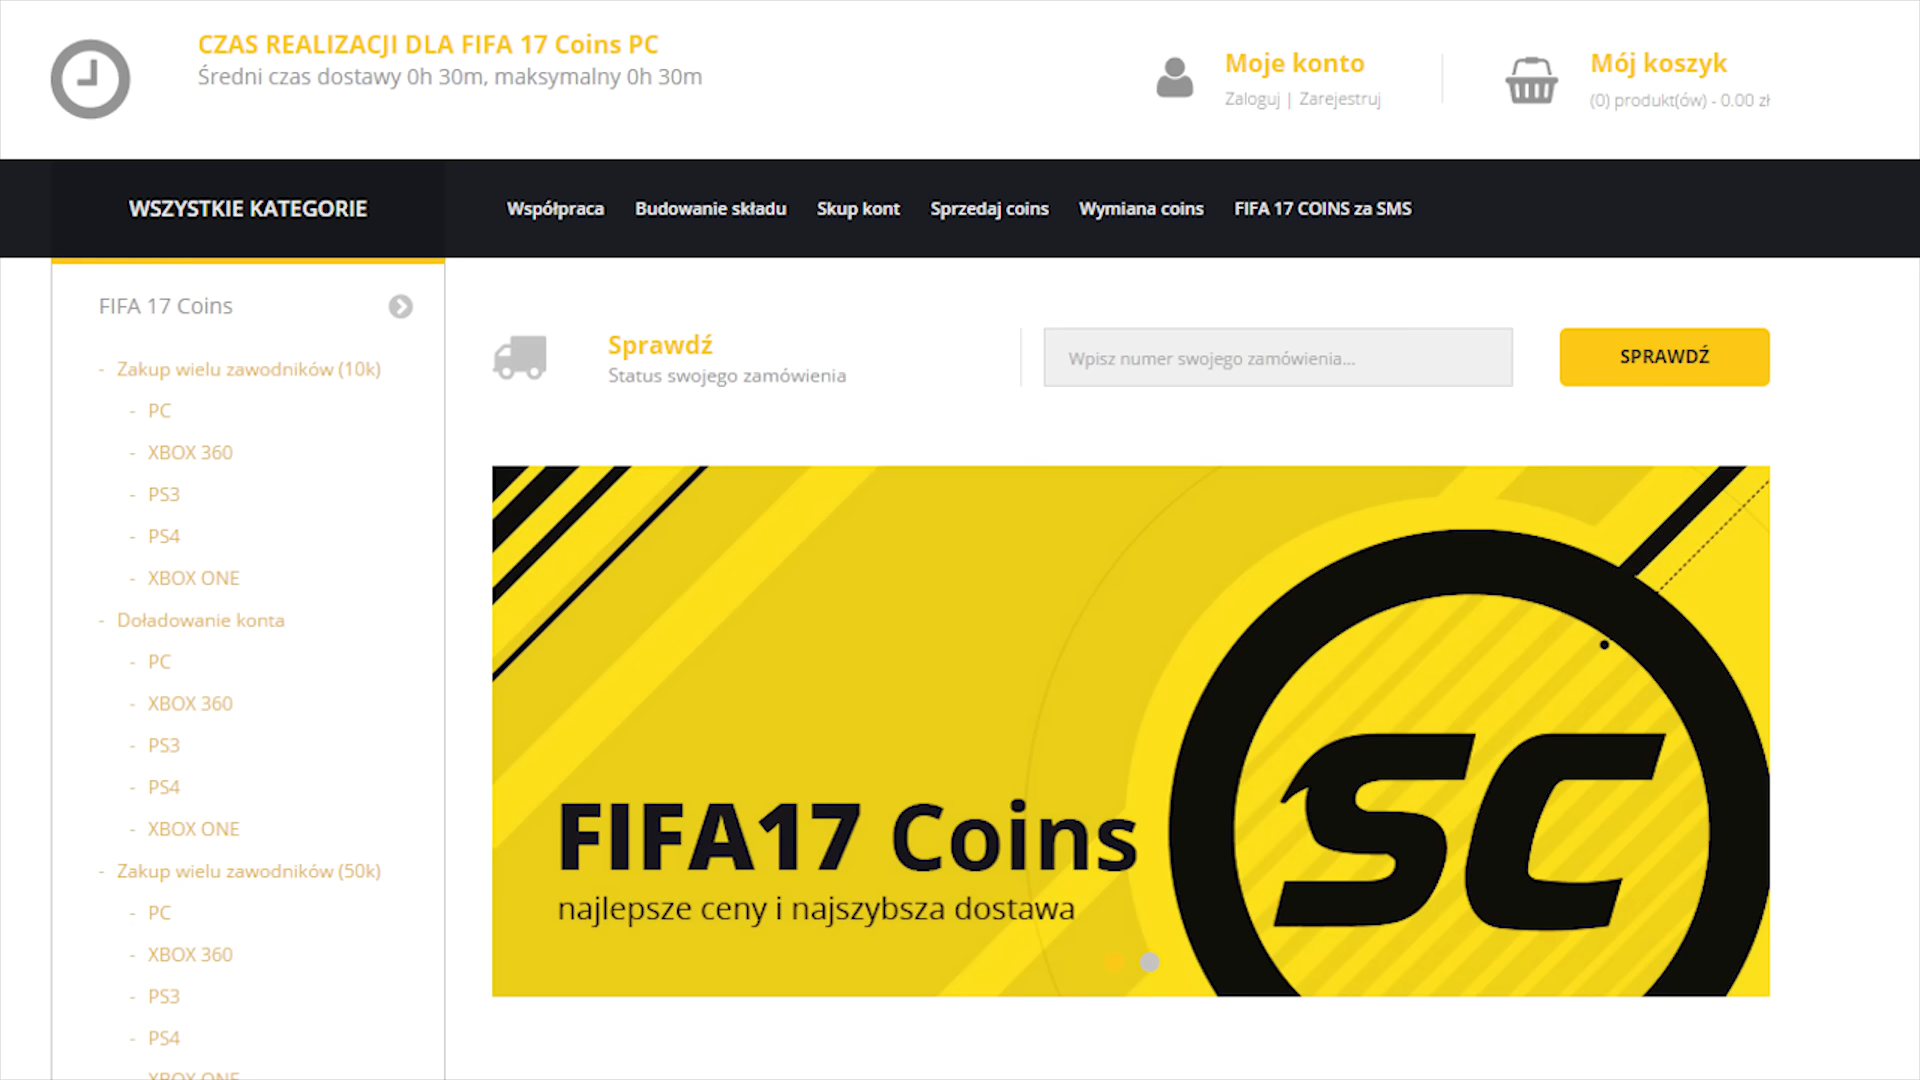 CZAS REALIZACJI DLA FIFA 17 Coins PC
Średni czas dostawy 0h 30m, maksymalny 0h 30m
Moje konto
Zaloguj | Zarejestruj
Mój koszyk
(0) produkt(ów) - 0.00 zł
WSZYSTKIE KATEGORIE
Współpraca Budowanie składu Skup kont Sprzedaj coins Wymiana coins FIFA 17 COINS za SMS
FIFA 17 Coins
- Zakup wielu zawodników (10k)
- PC
- XBOX 360
- PS3
- PS4
- XBOX ONE
- Doładowanie konta
- PC
- XBOX 360
- PS3
- PS4
- XBOX ONE
- Zakup wielu zawodników (50k)
- PC
- XBOX 360
- PS3
- PS4
XBOX ONE
Sprawdź
Status swojego zamówienia
Wpisz numer swojego zamówienia...
SPRAWDŹ
FIFA17 Coins
najlepsze ceny i najszybsza dostawa
SC